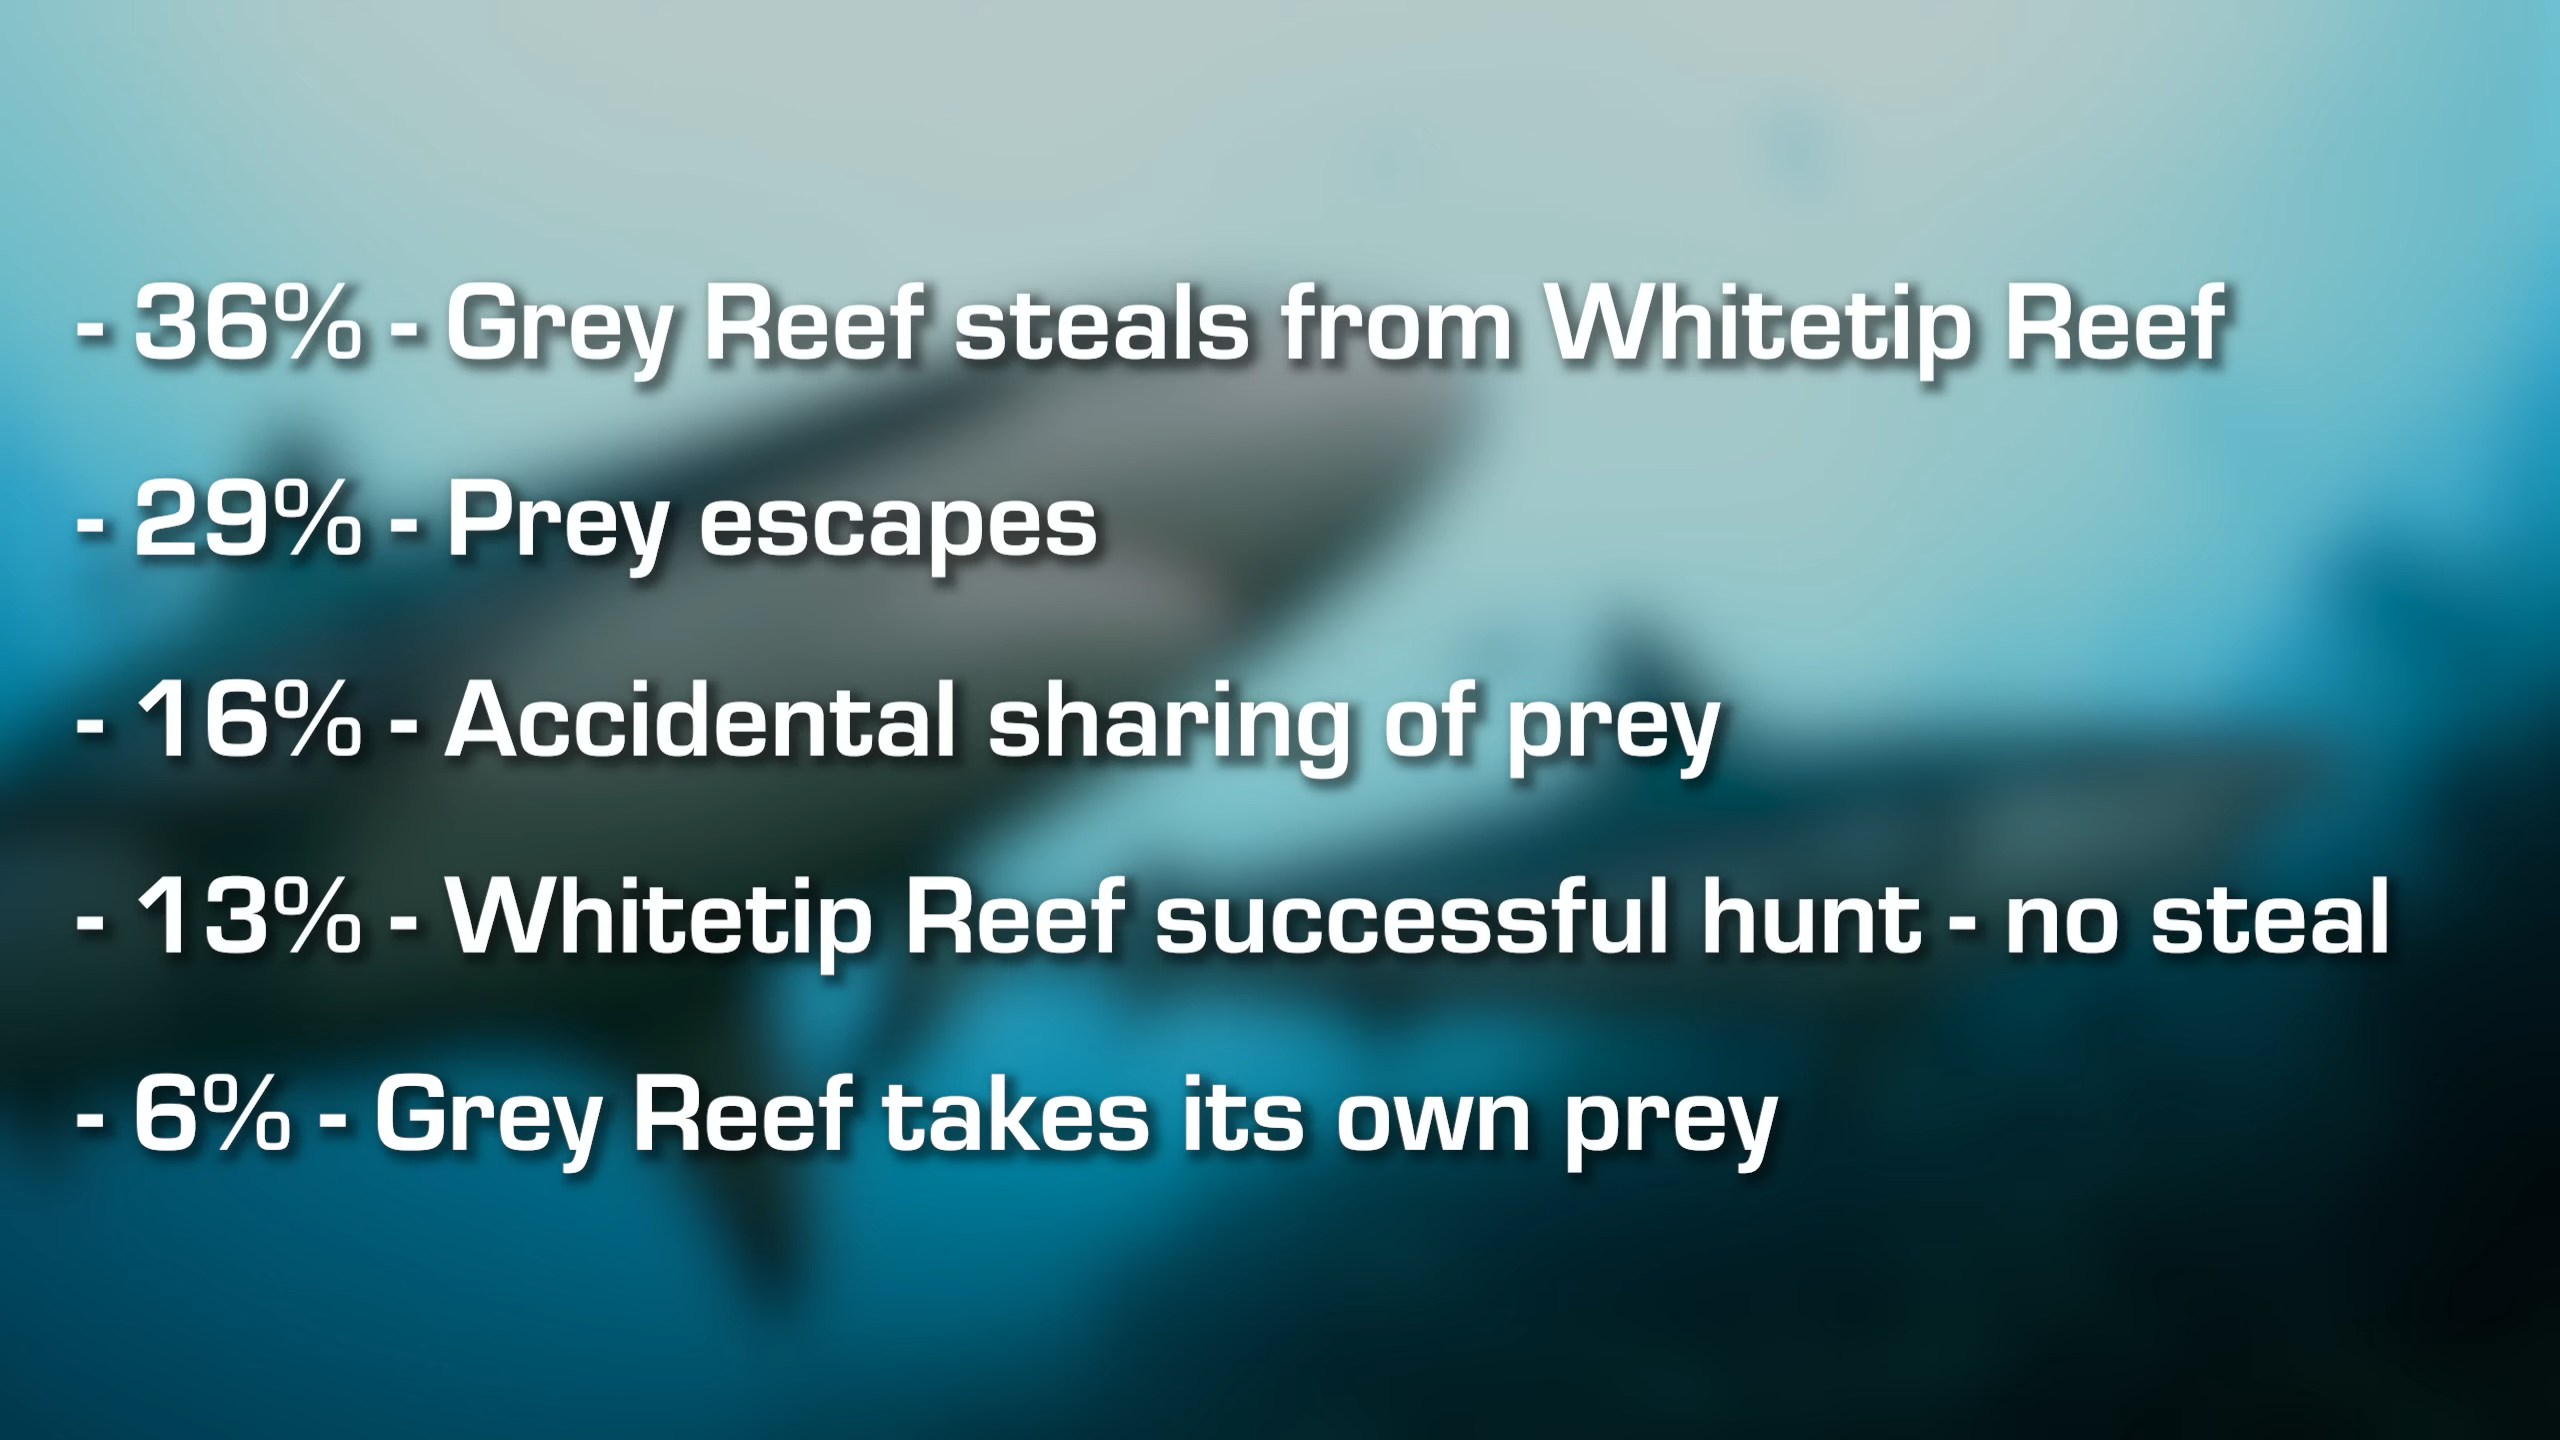 - 36% - Grey Reef steals from Whitetip Reef
- 29% - Prey escapes
- 16% - Accidental sharing of prey
- 13% - Whitetip Reef successful hunt - no steal
- 6% - Grey Reef takes its own prey